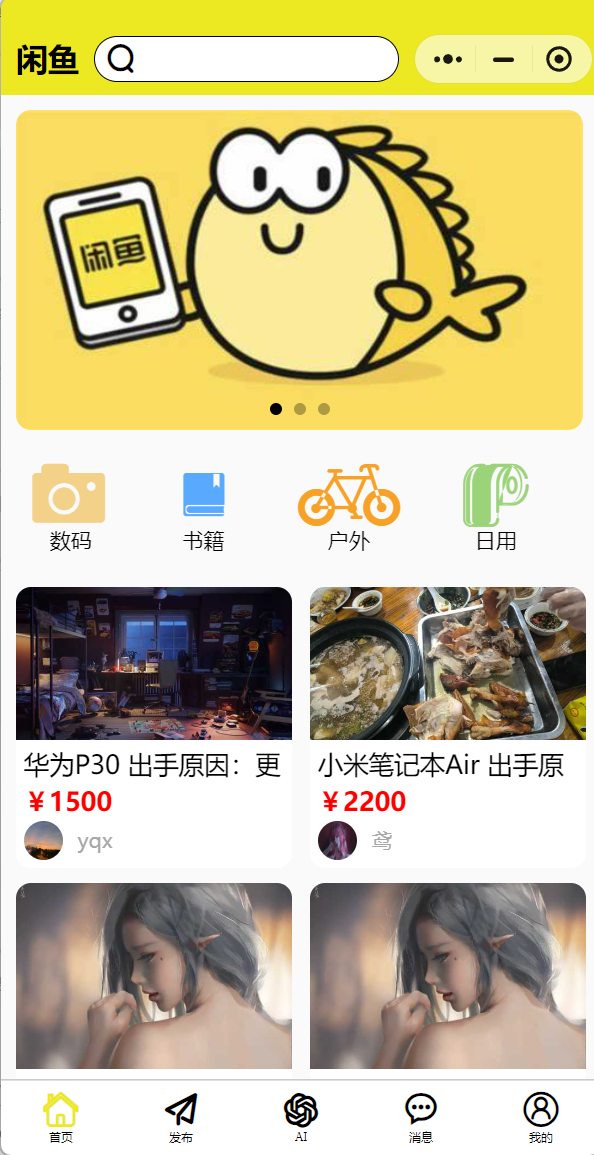 闲鱼
闲鱼
数码 书籍 户外 日用
华为P30 出手原因：更
￥1500
yqx
小米笔记本Air 出手原
￥2200
鸢
首页 发布 AI 消息 我的